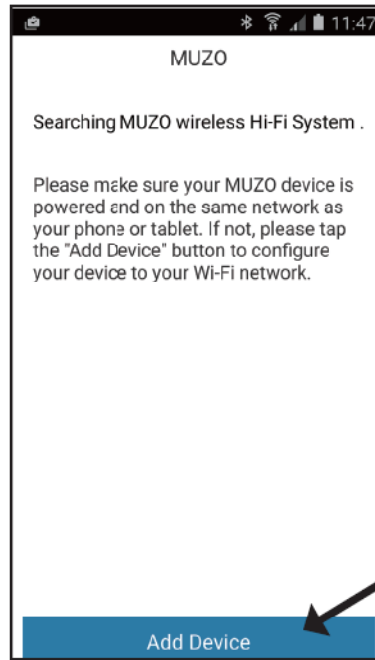 11:47
MUZO
Searching MUZO wireless Hi-Fi System .
Please make sure your MUZO device is
powered and on the same network as
your phone or tablet. If not, please tap
the "Add Device" button to configure
your device to your Wi-Fi network.
Add Device